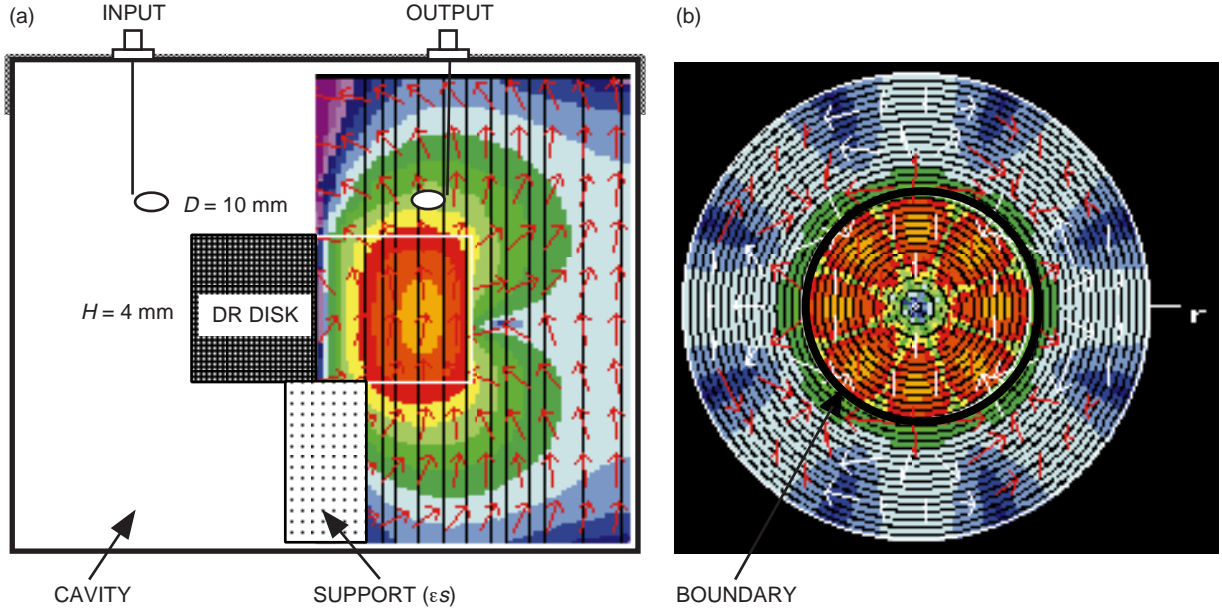 (a)
INPUT
OUTPUT
(b)
D = 10 mm
H = 4 mm
DR DISK
r
CAVITY
SUPPORT (εs)
BOUNDARY